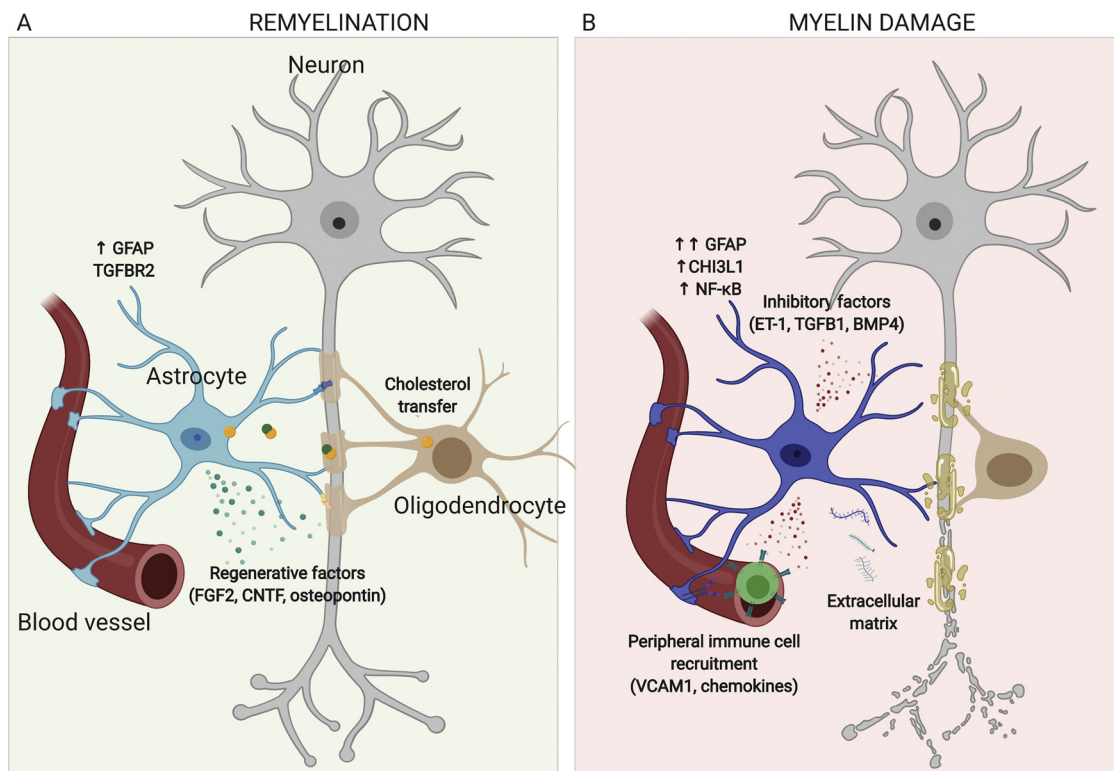 A
REMYELINATION
Neuron
↑ GFAP
TGFBR2
Astrocyte
Cholesterol
transfer
Oligodendrocyte
Regenerative factors
(FGF2, CNTF, osteopontin)
Blood vessel
B
MYELIN DAMAGE
↑↑ GFAP
↑CHI3L1
↑ NF-κB
Inhibitory factors
(ET-1, TGFB1, BMP4)
Extracellular
matrix
Peripheral immune cell
recruitment
(VCAM1, chemokines)